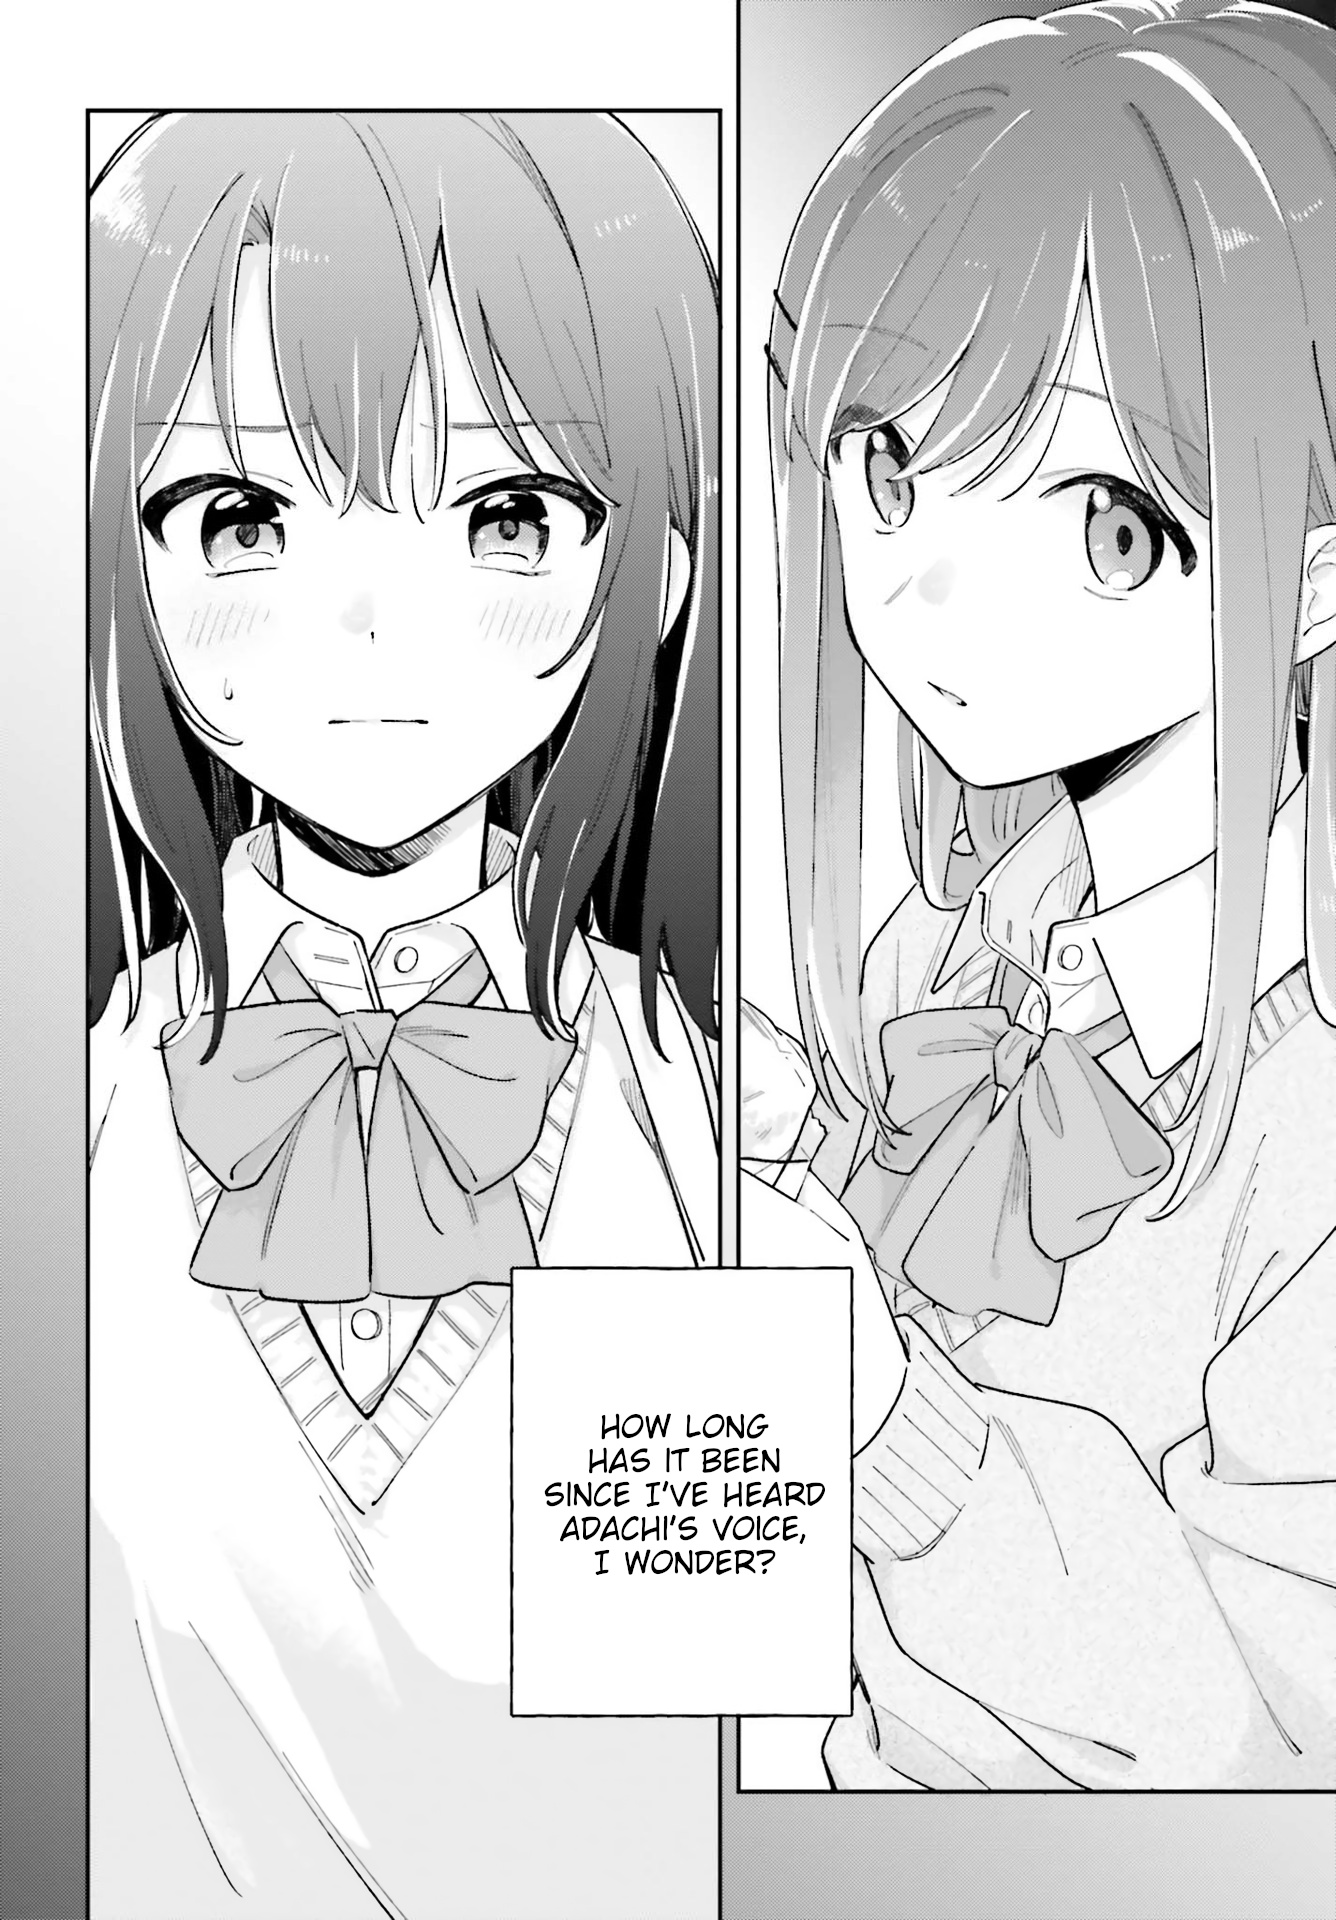 HOW LONG
HAS IT BEEN
SINCE I'VE HEARD
ADACHI'S VOICE,
I WONDER?